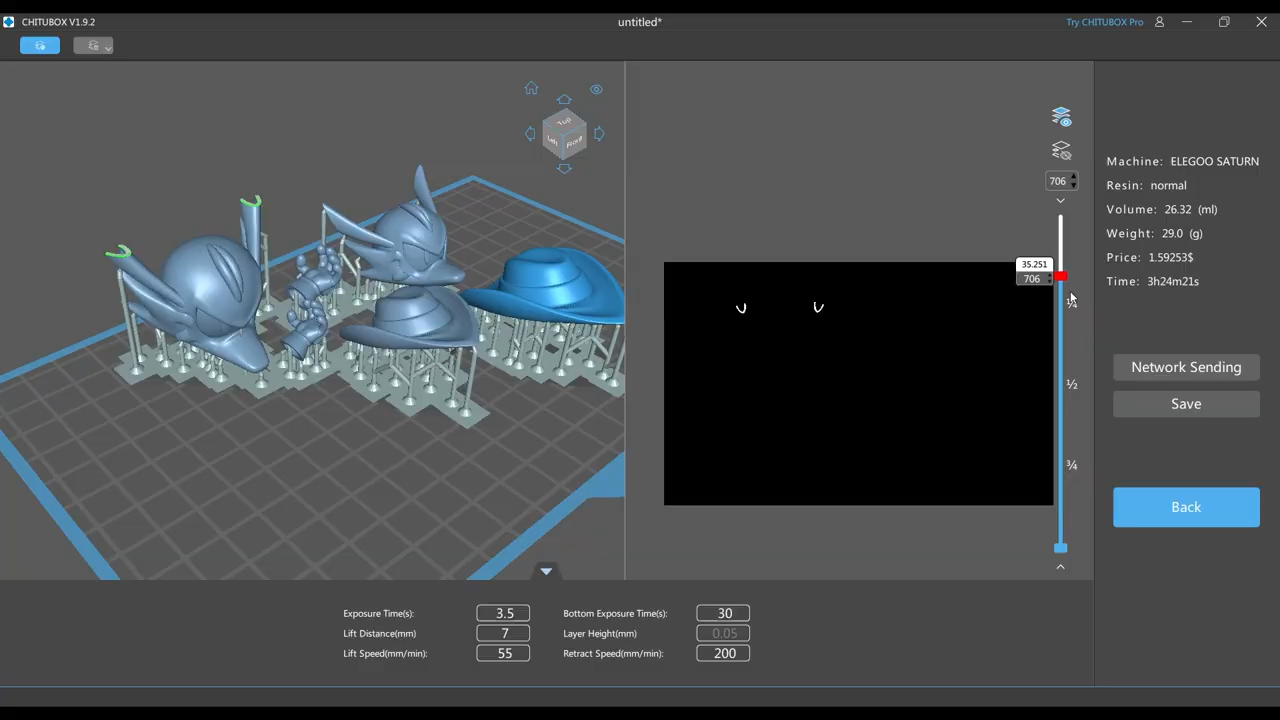 CHITUBOX V1.9.2
untitled*
Try CHITUBOX Pro
Top
Left
Front
706
35.251
706
¼
½
¾
Machine: ELEGOO SATURN
Resin: normal
Volume: 26.32 (ml)
Weight: 29.0 (g)
Price: 1.59253$
Time: 3h24m21s
Network Sending
Save
Back
Exposure Time(s): 3.5 Bottom Exposure Time(s): 30
Lift Distance(mm) 7 Layer Height(mm) 0.05
Lift Speed(mm/min): 55 Retract Speed(mm/min): 200